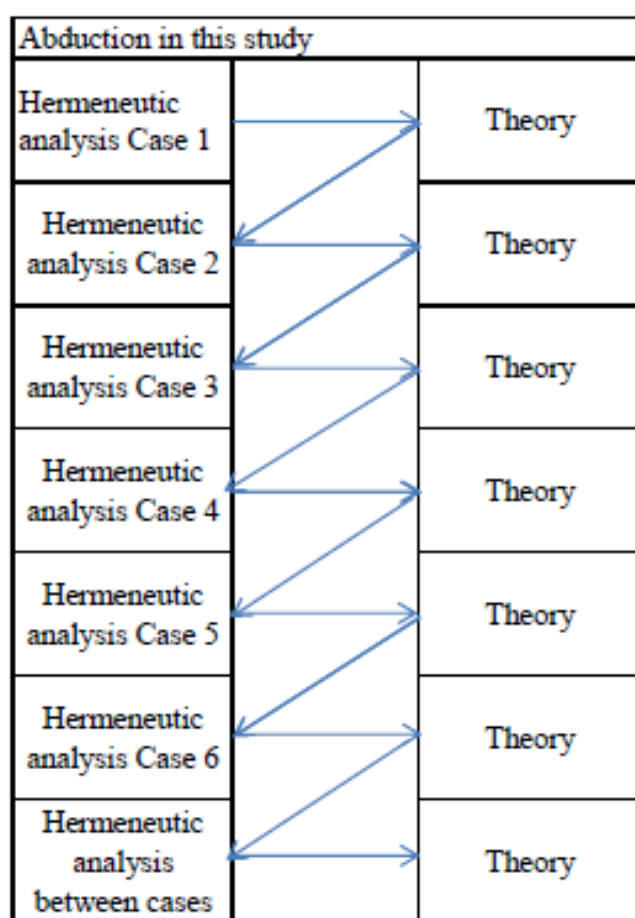 Abduction in this study
Hermeneutic
analysis Case 1
Theory
Hermeneutic
analysis Case 2
Theory
Hermeneutic
analysis Case 3
Theory
Hermeneutic
analysis Case 4
Theory
Hermeneutic
analysis Case 5
Theory
Hermeneutic
analysis Case 6
Theory
Hermeneutic
analysis
between cases
Theory